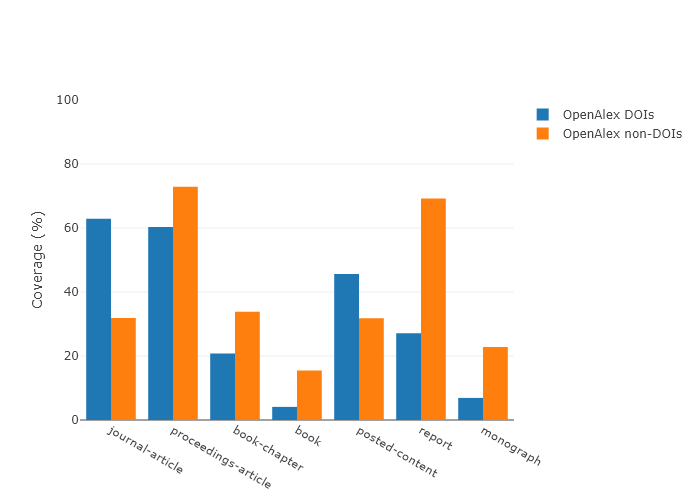 100
80
60
40
20
0
Coverage (%)
journal-article
proceedings-article
book-chapter
book
posted-content
report
monograph
OpenAlex DOIs
OpenAlex non-DOIs